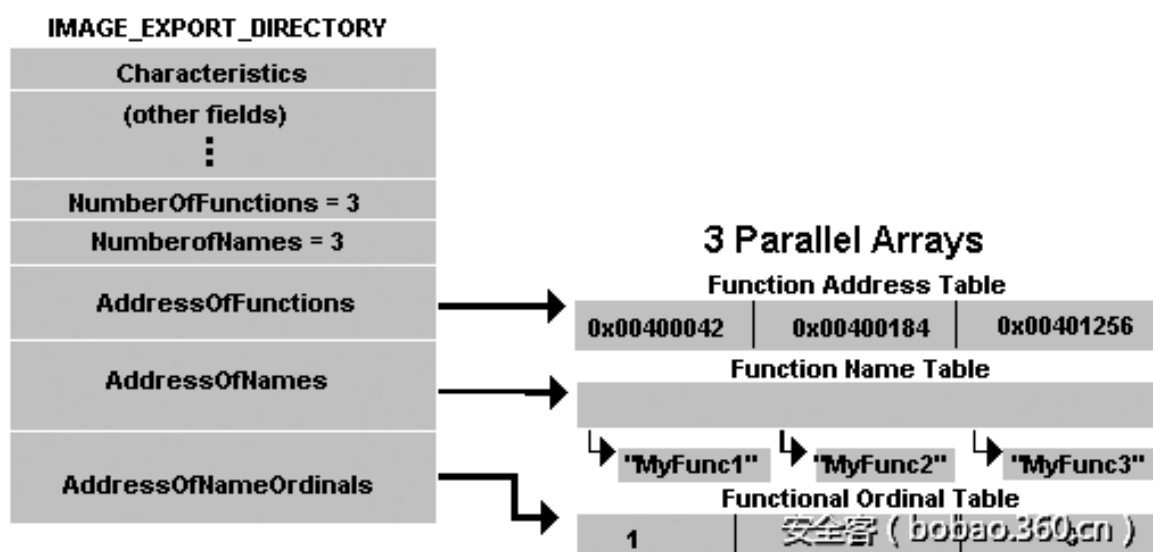 IMAGE_EXPORT_DIRECTORY
Characteristics
(other fields)
NumberOfFunctions = 3
NumberofNames = 3
AddressOfFunctions
AddressOfNames
AddressOfNameOrdinals
3 Parallel Arrays
Function Address Table
0x00400042 0x00400184 0x00401256
Function Name Table
"MyFunc1" "MyFunc2" "MyFunc3"
Functional Ordinal Table
1
安全客 ( bobao.360.cn )